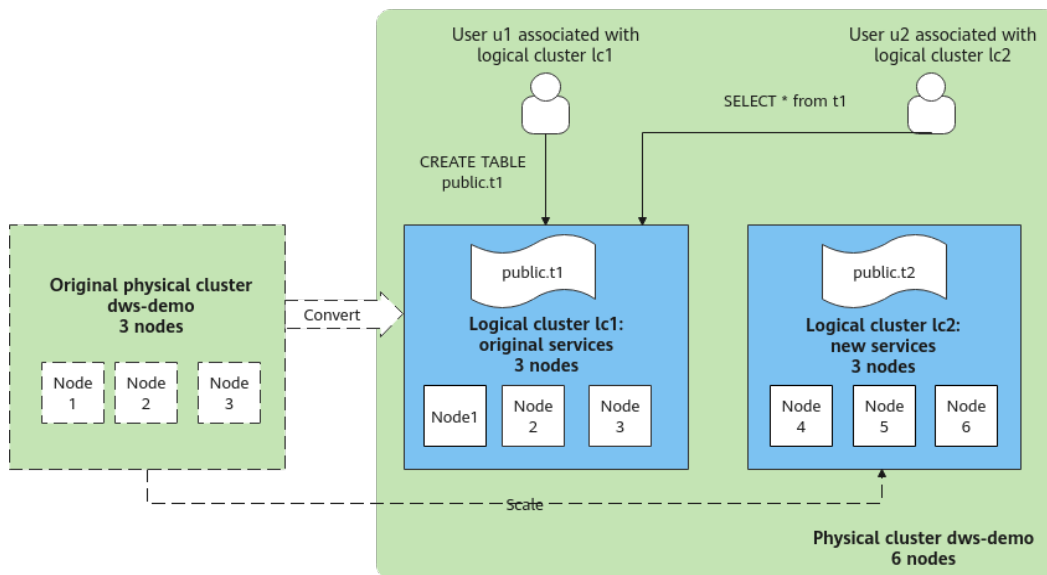 User u1 associated with
logical cluster lc1
User u2 associated with
logical cluster lc2
SELECT * from t1
CREATE TABLE
public.t1
Original physical cluster
dws-demo
3 nodes
Node
1
Node
2
Node
3
Convert
public.t1
Logical cluster lc1:
original services
3 nodes
Node1
Node
2
Node
3
public.t2
Logical cluster lc2:
new services
3 nodes
Node
4
Node
5
Node
6
Scale
Physical cluster dws-demo
6 nodes